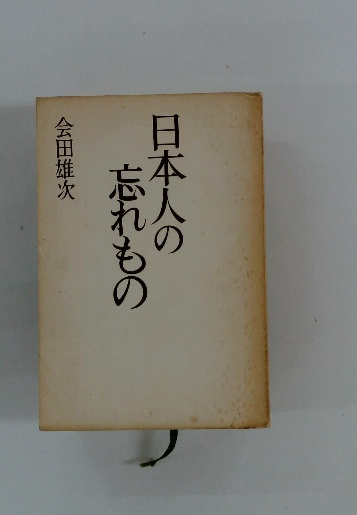 日本人の
忘れもの
会田雄次